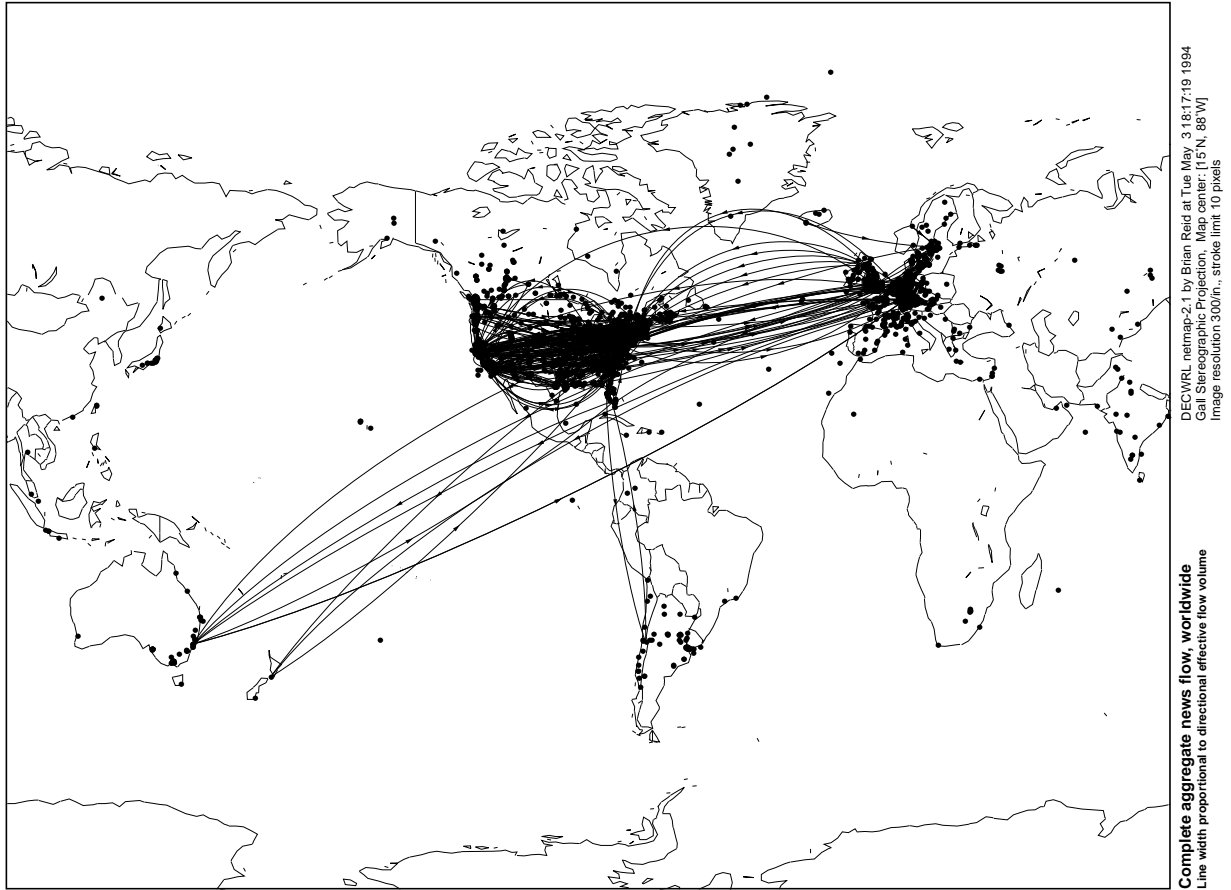 Complete aggregate news flow, worldwide
Line width proportional to directional effective flow volume
DECWRL netmap-2.1 by Brian Reid at Tue May 3 18:17:19 1994
Gall Stereographic Projection, Map center: [15°N, 88°W]
Image resolution 300/in., stroke limit 10 pixels